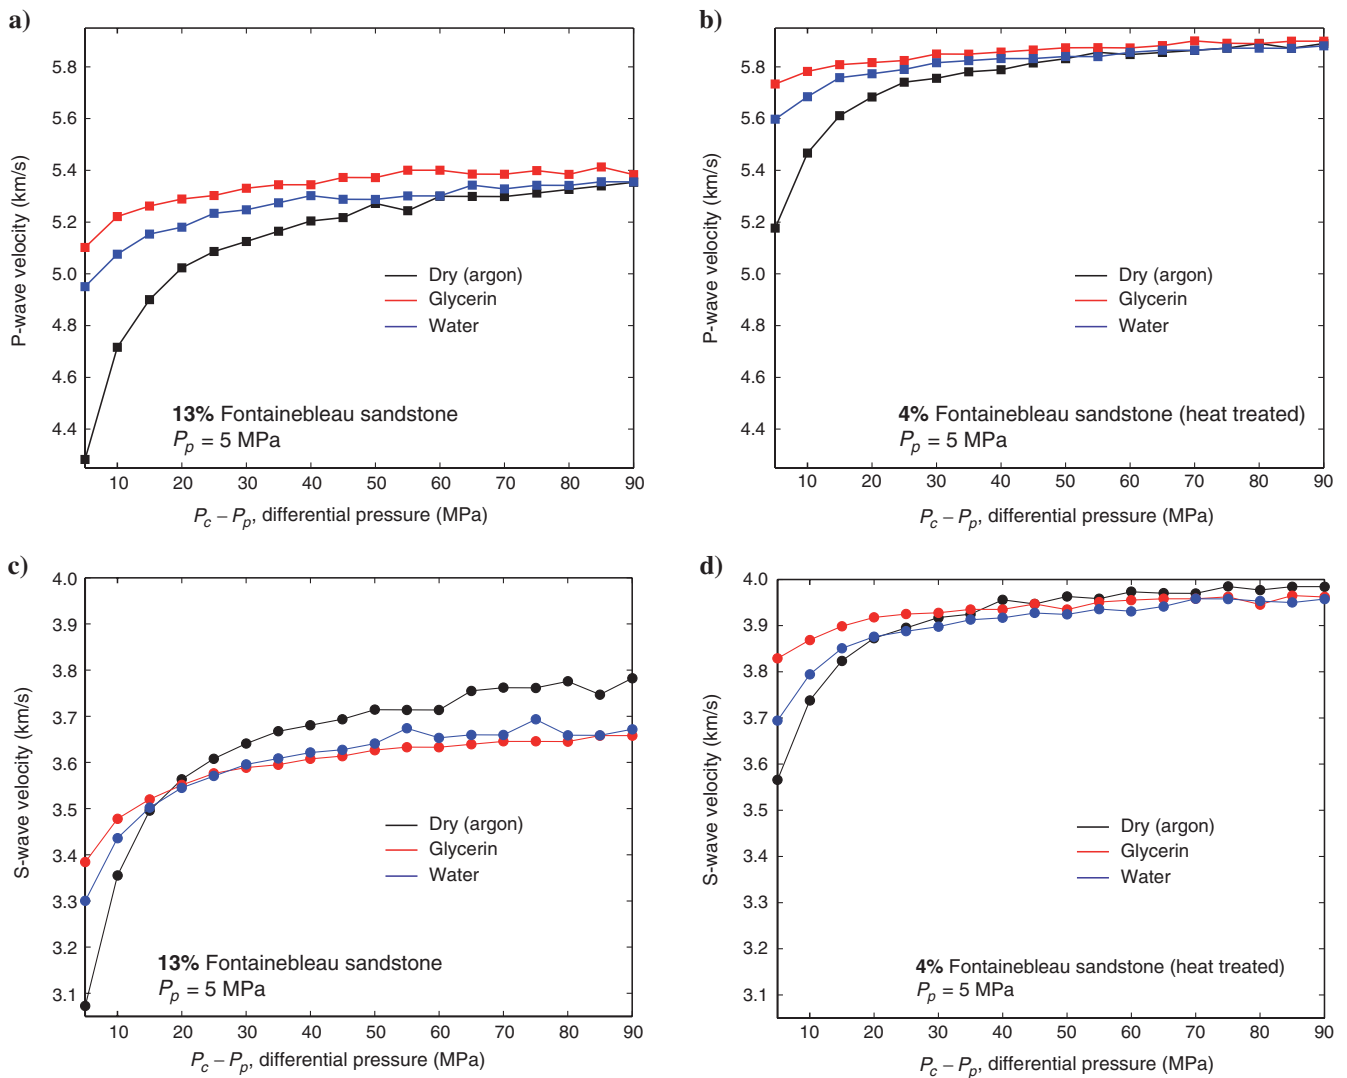 a)
5.8
5.6
5.4
5.2
5.0
4.8
4.6
4.4
P-wave velocity (km/s)
Dry (argon)
Glycerin
Water
13% Fontainebleau sandstone
Pp = 5 MPa
10 20 30 40 50 60 70 80 90
Pc – Pp, differential pressure (MPa)
b)
5.8
5.6
5.4
5.2
5.0
4.8
4.6
4.4
P-wave velocity (km/s)
Dry (argon)
Glycerin
Water
4% Fontainebleau sandstone (heat treated)
Pp = 5 MPa
10 20 30 40 50 60 70 80 90
Pc – Pp, differential pressure (MPa)
c)
4.0
3.9
3.8
3.7
3.6
3.5
3.4
3.3
3.2
3.1
S-wave velocity (km/s)
Dry (argon)
Glycerin
Water
13% Fontainebleau sandstone
Pp = 5 MPa
10 20 30 40 50 60 70 80 90
Pc – Pp, differential pressure (MPa)
d)
4.0
3.9
3.8
3.7
3.6
3.5
3.4
3.3
3.2
3.1
S-wave velocity (km/s)
Dry (argon)
Glycerin
Water
4% Fontainebleau sandstone (heat treated)
Pp = 5 MPa
10 20 30 40 50 60 70 80 90
Pc – Pp, differential pressure (MPa)